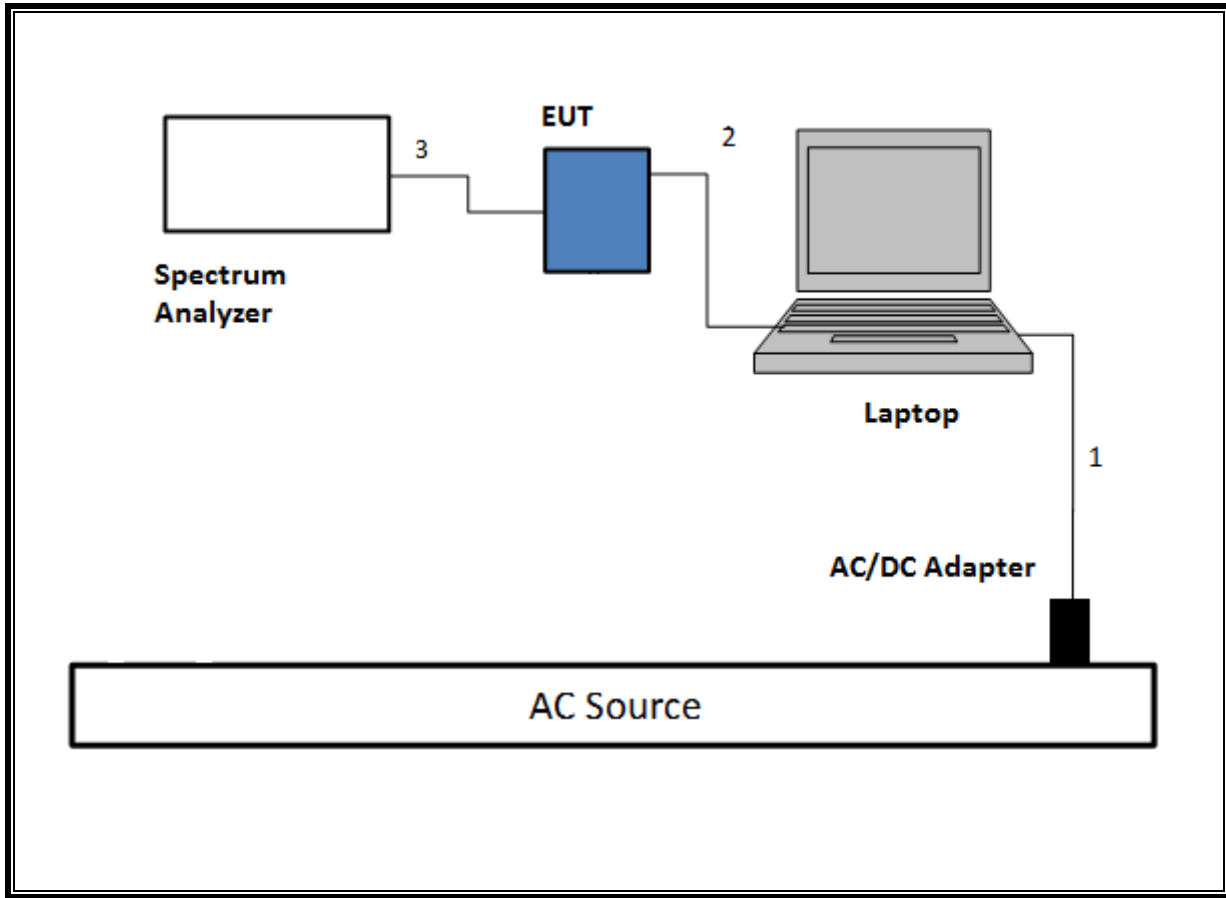 EUT
3
2
Spectrum
Analyzer
Laptop
1
AC/DC Adapter
AC Source